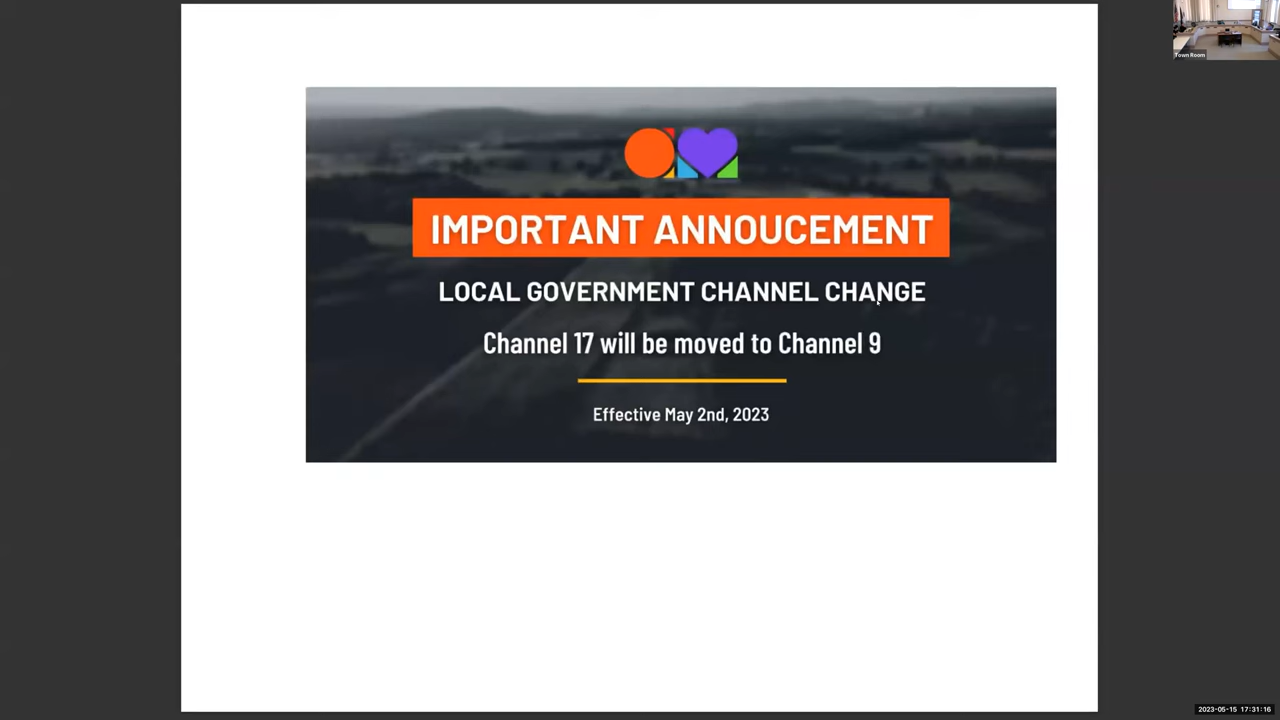 Town Room
IMPORTANT ANNOUCEMENT
LOCAL GOVERNMENT CHANNEL CHANGE
Channel 17 will be moved to Channel 9
Effective May 2nd, 2023
2023-05-15 17:31:16